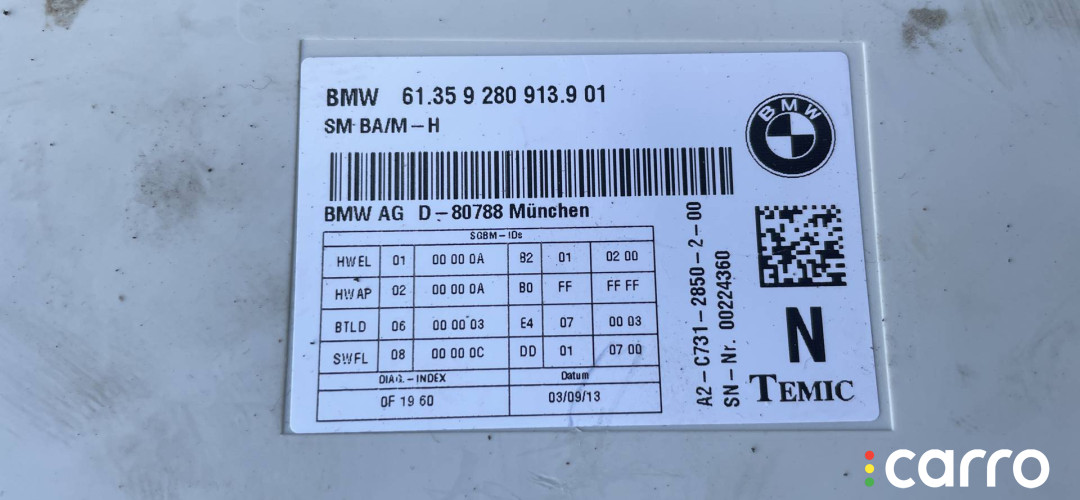 BMW 61.35 9 280 913.9 01
SM BA/M-H
BMW
BMW AG D-80788 München
SGBM-IDs
HWEL 01 00 00 0A B2 01 02 00
HWAP 02 00 00 0A B0 FF FF FF
BTLD 06 00 00 03 E4 07 00 03
SWFL 08 00 00 0C DD 01 07 00
DIAG.-INDEX Datum
0F 19 60 03/09/13
A2-C731-2850-2-00
SN-Nr. 00224360
N
TEMIC
carro